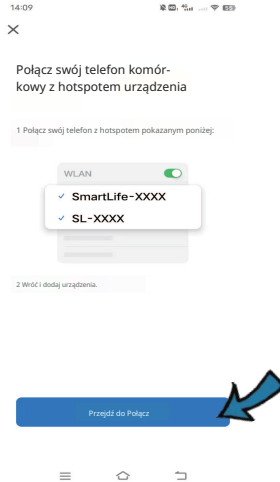 14:09
55
Połącz swój telefon komór-
kowy z hotspotem urządzenia
1 Połącz swój telefon z hotspotem pokazanym poniżej:
WLAN
SmartLife-XXXX
SL-XXXX
2 Wróć i dodaj urządzenia.
Przejdź do Połącz